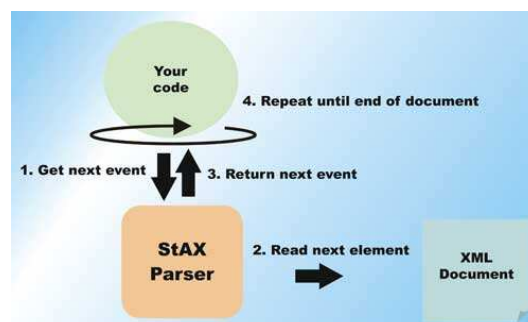 Your
code
4. Repeat until end of document
1. Get next event
3. Return next event
StAX
Parser
2. Read next element
XML
Document